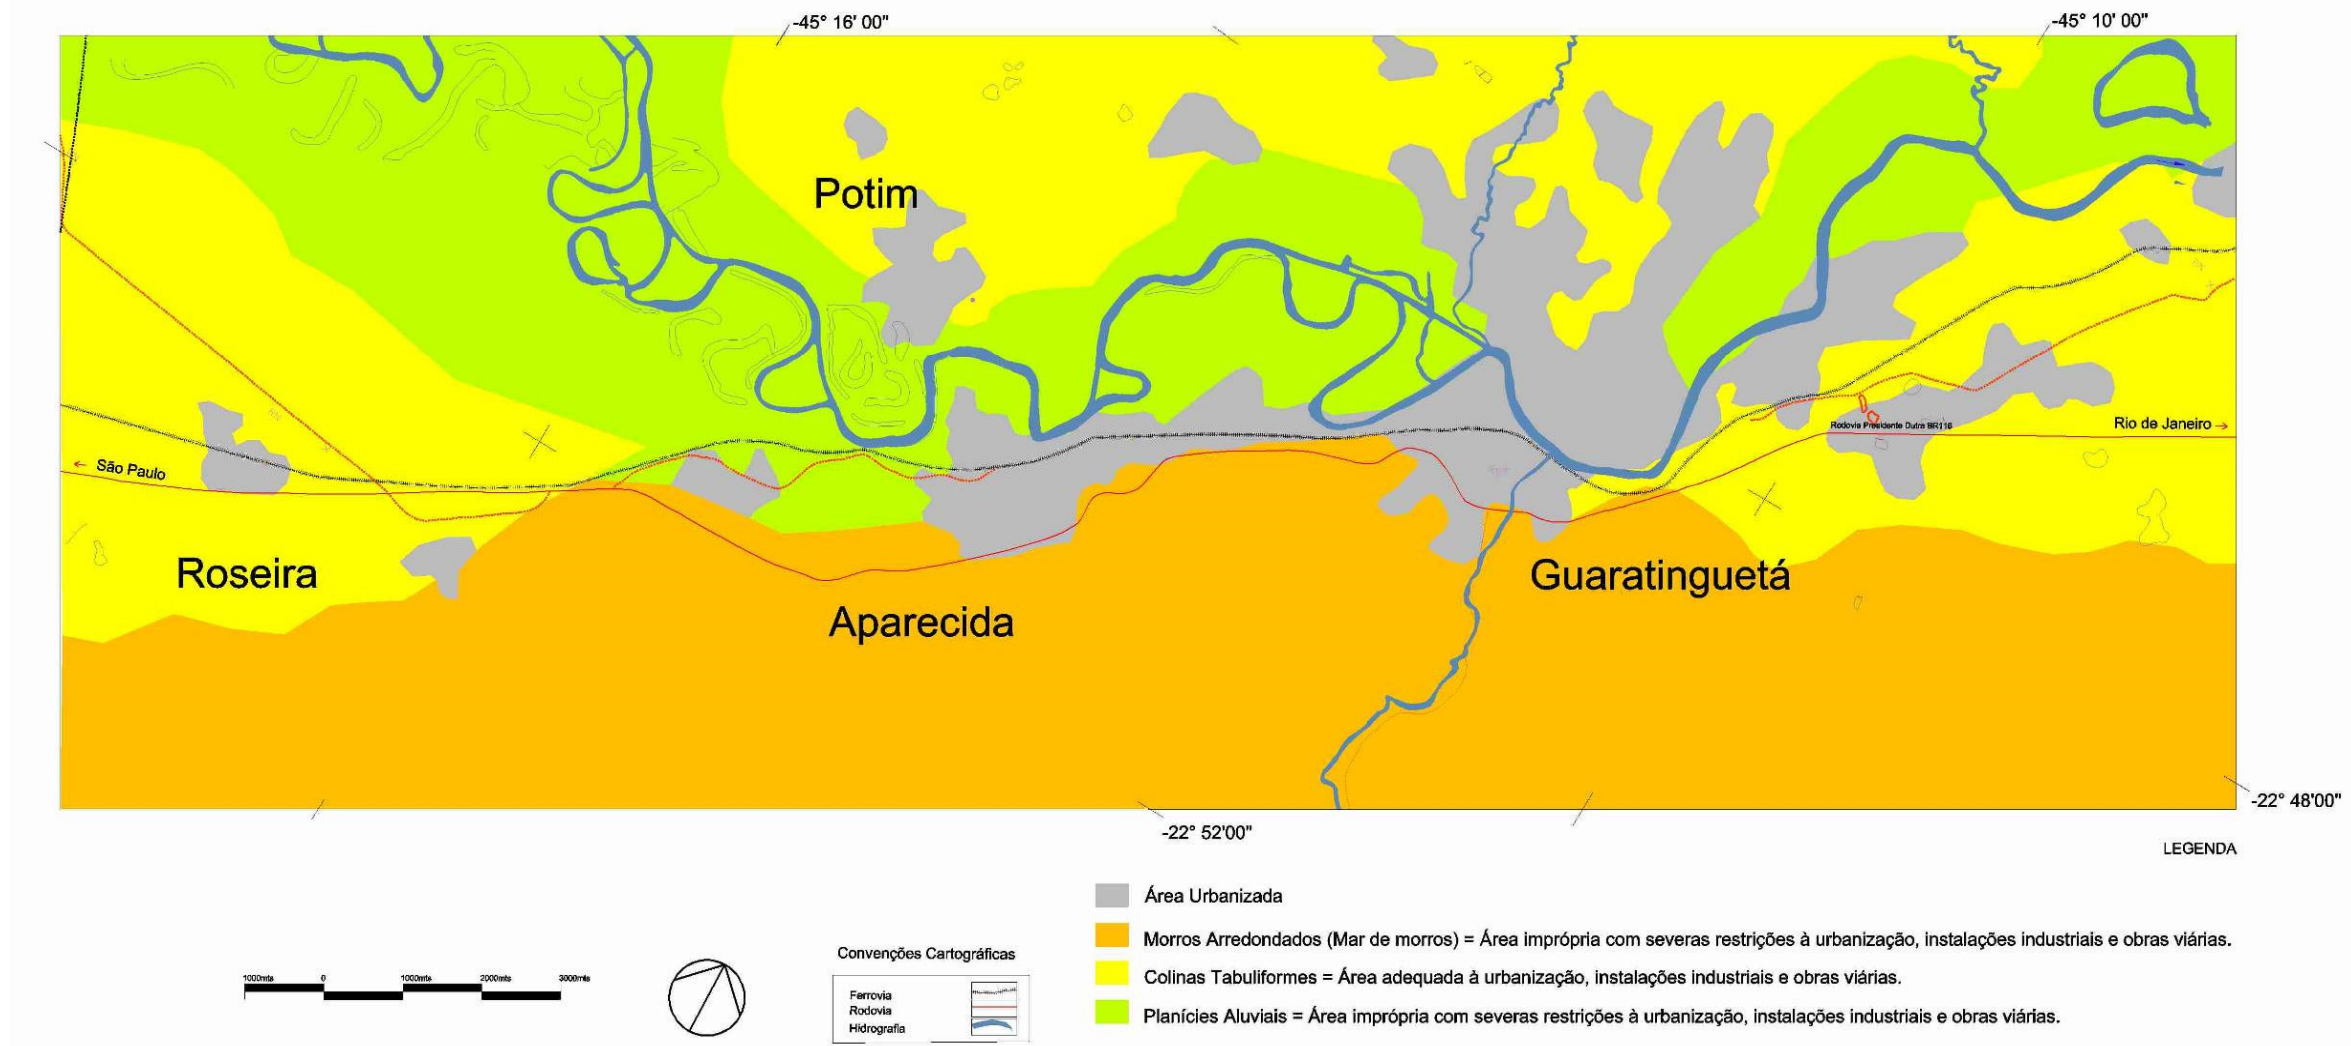 -45° 16' 00"
-45° 10' 00"
Potim
Rodovia Presidente Dutra BR116
Rio de Janeiro →
← São Paulo
Roseira
Guaratinguetá
Aparecida
-22° 48'00"
-22° 52'00"
LEGENDA
Área Urbanizada
Morros Arredondados (Mar de morros) = Área imprópria com severas restrições à urbanização, instalações industriais e obras viárias.
Colinas Tabuliformes = Área adequada à urbanização, instalações industriais e obras viárias.
Planícies Aluviais = Área imprópria com severas restrições à urbanização, instalações industriais e obras viárias.
Convenções Cartográficas
Ferrovia
Rodovia
Hidrografia
1000mts 0 1000mts 2000mts 3000mts